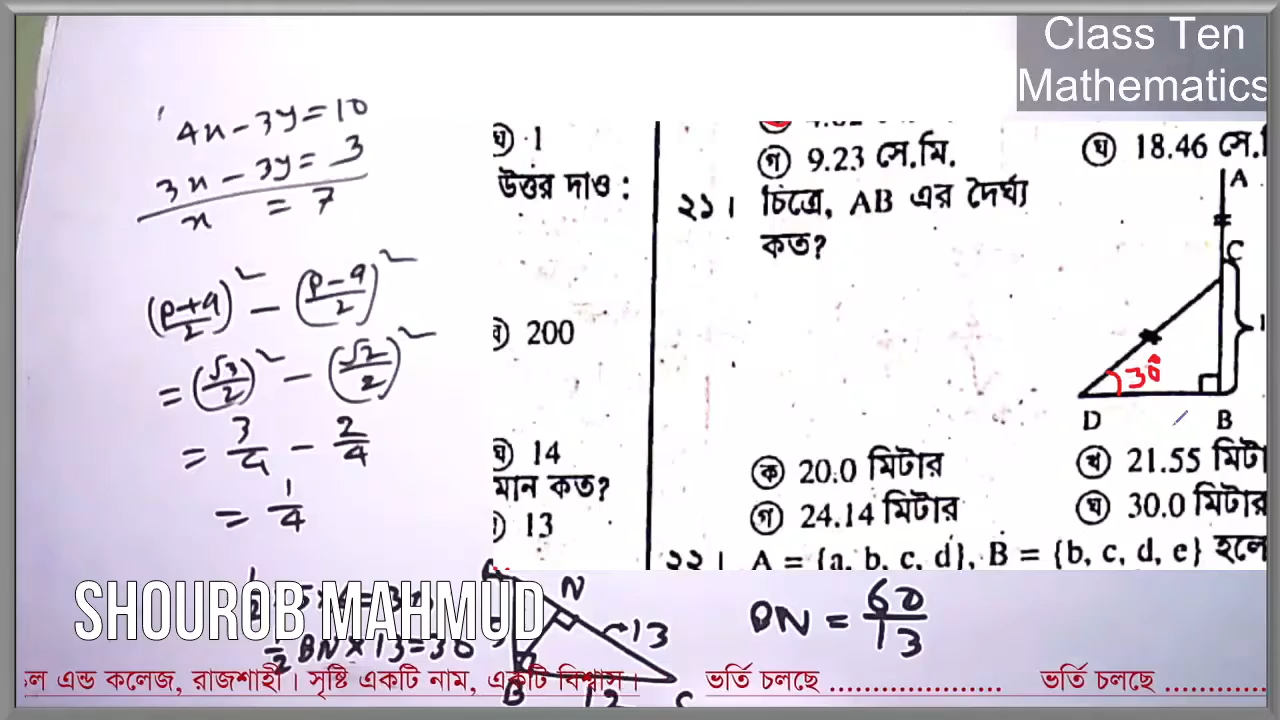 Class Ten
Mathematics
4x - 3y = 10
3x - 3y = 3
x = 7
(p+q/2)² - (p-q/2)²
= (√3/2)² - (√2/2)²
= 3/4 - 2/4
= 1/4
ঘ) 1
উত্তর দাও :
200
ঘ) 14
মান কত?
13
গ) 9.23 সে.মি.
ঘ) 18.46 সে.
২১। চিত্রে, AB এর দৈর্ঘ্য
কত?
A
C
30°
D B
ক) 20.0 মিটার
খ) 21.55 মিটা
গ) 24.14 মিটার
ঘ) 30.0 মিটার
২২। A = {a, b, c, d}, B = {b, c, d, e} হলে
SHOUROB MAHMUD
1/2 BN × 13 = 30
N
13
B
12
BN = 60/13
এন্ড কলেজ, রাজশাহী। সৃষ্টি একটি নাম, একটি বিশ্বাস। ভর্তি চলছে ..................... ভর্তি চলছে ............